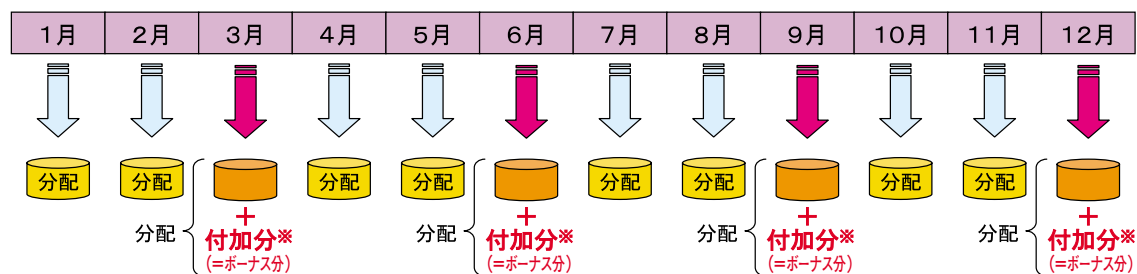 1月 2月 3月 4月 5月 6月 7月 8月 9月 10月 11月 12月
分配 分配 分配 分配 分配 分配 分配 分配
+ + + +
分配 付加分※ 分配 付加分※ 分配 付加分※ 分配 付加分※
(=ボーナス分) (=ボーナス分) (=ボーナス分) (=ボーナス分)